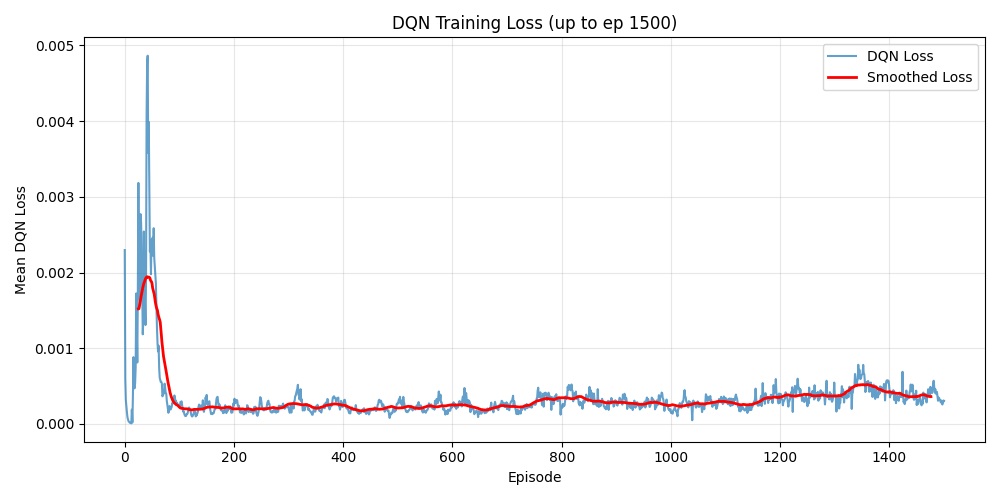 DQN Training Loss (up to ep 1500)
DQN Loss
Smoothed Loss
Mean DQN Loss
0.005
0.004
0.003
0.002
0.001
0.000
0 200 400 600 800 1000 1200 1400
Episode